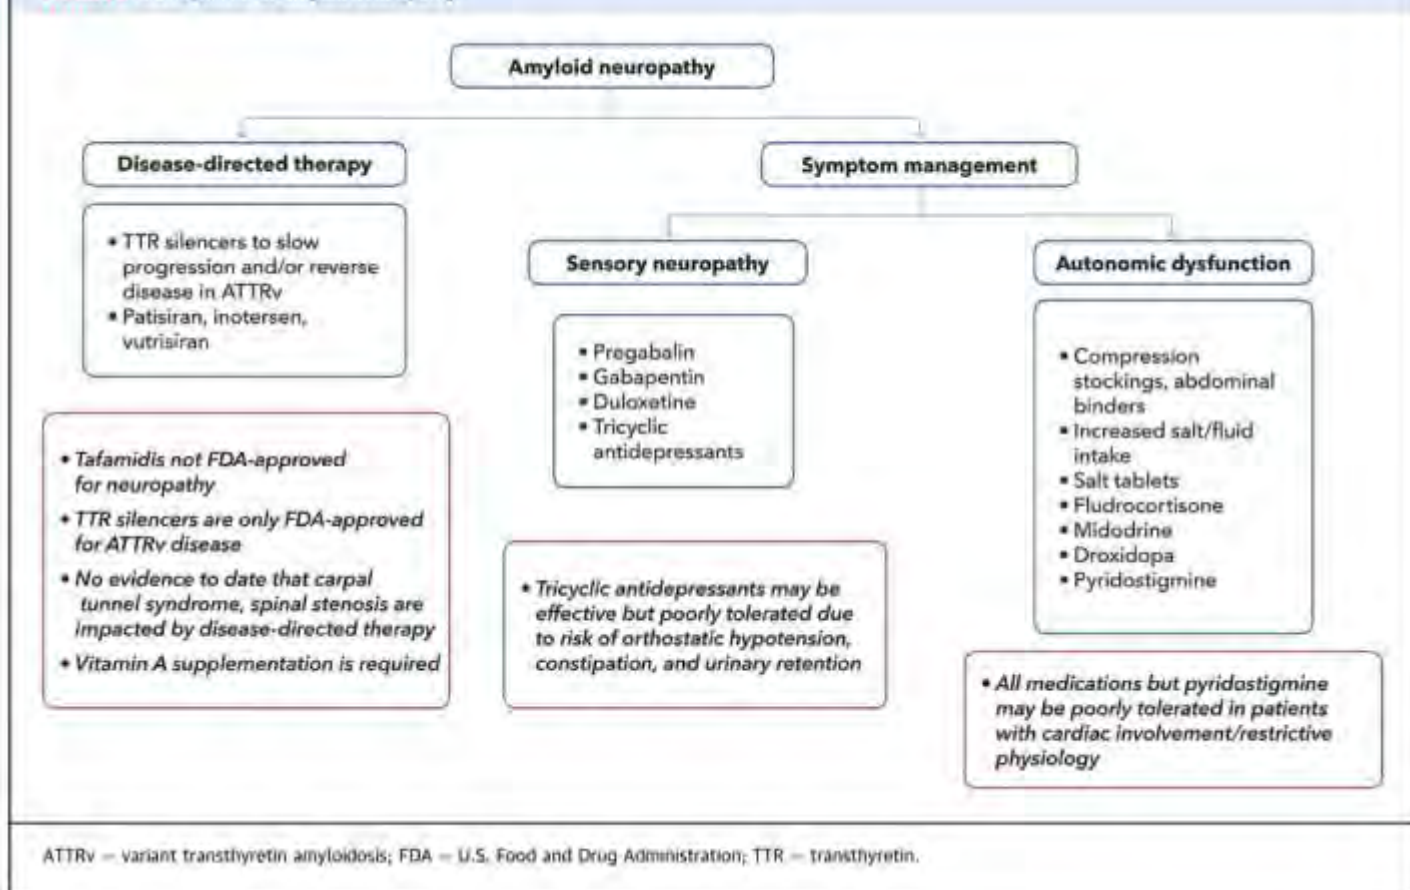 Amyloid neuropathy
Disease-directed therapy
• TTR silencers to slow
progression and/or reverse
disease in ATTRv
• Patisiran, inotersen,
vutrisiran
• Tafamidis not FDA-approved
for neuropathy
• TTR silencers are only FDA-approved
for ATTRv disease
• No evidence to date that carpal
tunnel syndrome, spinal stenosis are
impacted by disease-directed therapy
• Vitamin A supplementation is required
Symptom management
Sensory neuropathy
• Pregabalin
• Gabapentin
• Duloxetine
• Tricyclic
antidepressants
• Tricyclic antidepressants may be
effective but poorly tolerated due
to risk of orthostatic hypotension,
constipation, and urinary retention
Autonomic dysfunction
• Compression
stockings, abdominal
binders
• Increased salt/fluid
intake
• Salt tablets
• Fludrocortisone
• Midodrine
• Droxidopa
• Pyridostigmine
• All medications but pyridostigmine
may be poorly tolerated in patients
with cardiac involvement/restrictive
physiology
ATTRv = variant transthyretin amyloidosis; FDA = U.S. Food and Drug Administration; TTR = transthyretin.